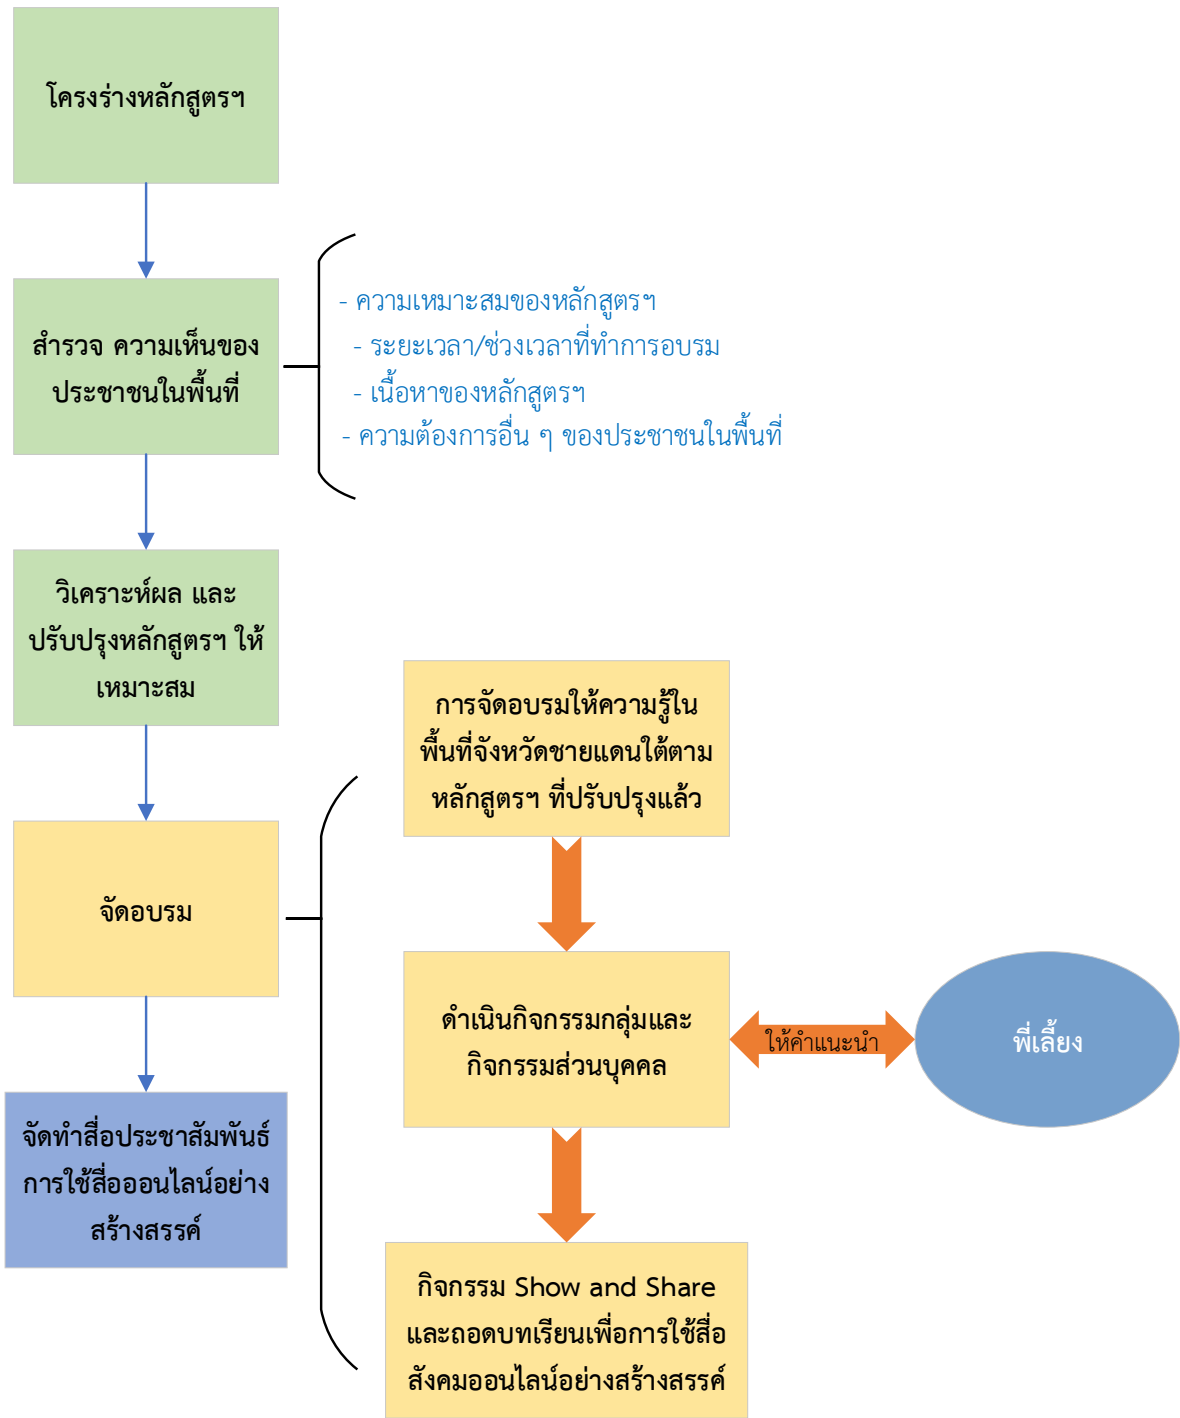 โครงร่างหลักสูตรฯ
สำรวจ ความเห็นของ
ประชาชนในพื้นที่
- ความเหมาะสมของหลักสูตรฯ
- ระยะเวลา/ช่วงเวลาที่ทำการอบรม
- เนื้อหาของหลักสูตรฯ
- ความต้องการอื่น ๆ ของประชาชนในพื้นที่
วิเคราะห์ผล และ
ปรับปรุงหลักสูตรฯ ให้
เหมาะสม
จัดอบรม
การจัดอบรมให้ความรู้ใน
พื้นที่จังหวัดชายแดนใต้ตาม
หลักสูตรฯ ที่ปรับปรุงแล้ว
ดำเนินกิจกรรมกลุ่มและ
กิจกรรมส่วนบุคคล
ให้คำแนะนำ
พี่เลี้ยง
จัดทำสื่อประชาสัมพันธ์
การใช้สื่อออนไลน์อย่าง
สร้างสรรค์
กิจกรรม Show and Share
และถอดบทเรียนเพื่อการใช้สื่อ
สังคมออนไลน์อย่างสร้างสรรค์